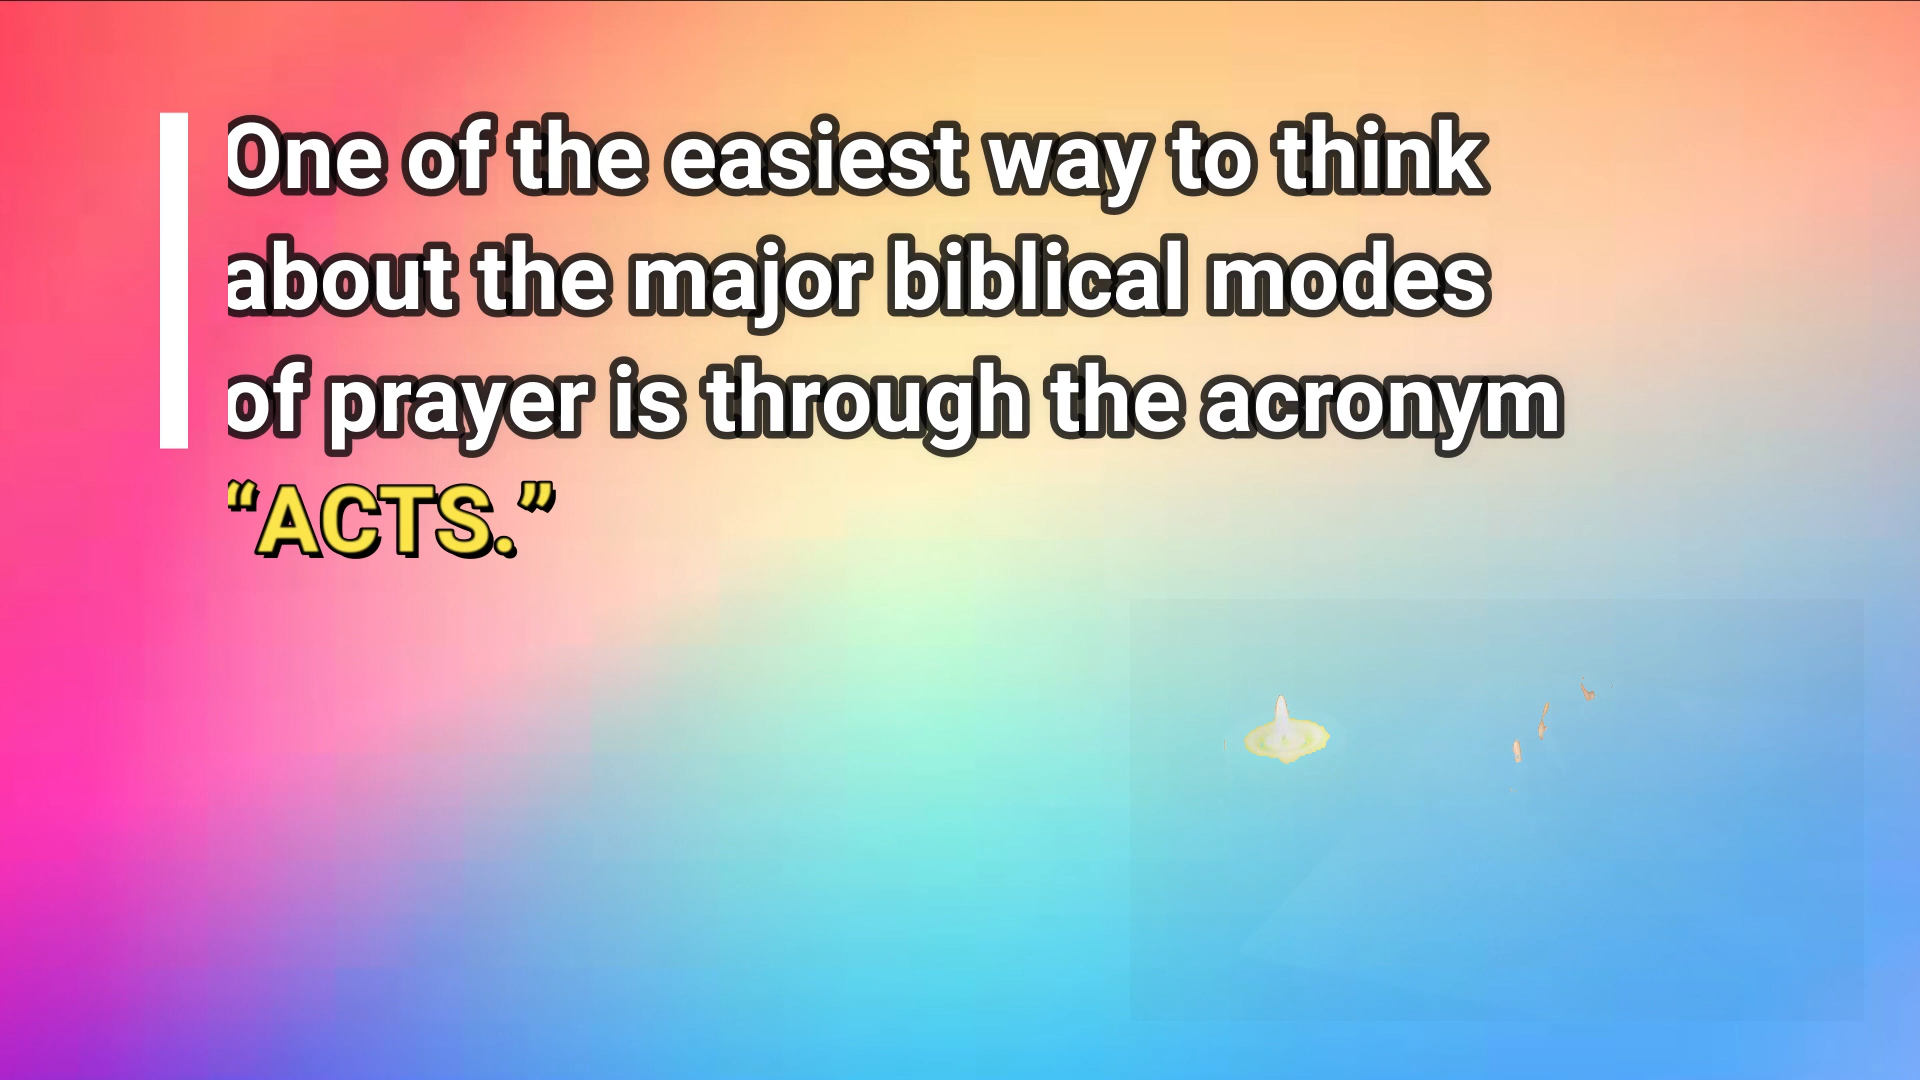 One of the easiest way to think
about the major biblical modes
of prayer is through the acronym
“ACTS.”